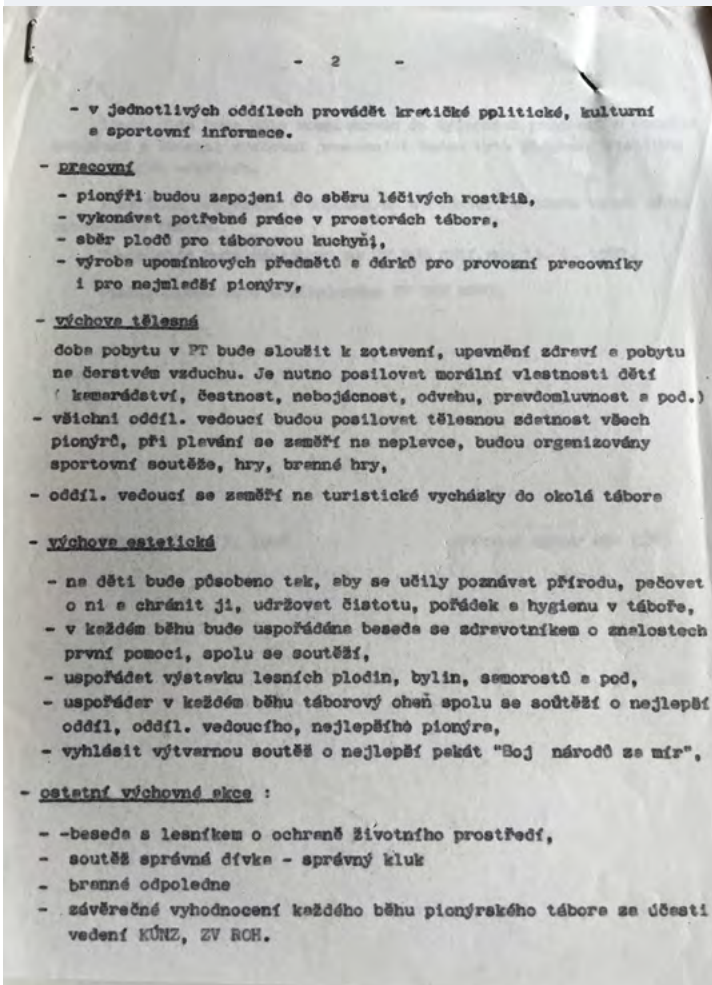 - 2 -
- v jednotlivých oddílech provádět kratičké pplitické, kulturní
a sportovní informace.
- pracovní
- pionýři budou zapojeni do sběru léčivých rostlin,
- vykonávat potřebné práce v prostorách tábora,
- sběr plodů pro táborovou kuchyňi,
- výroba upomínkových předmětů a dárků pro provozní pracovníky
i pro nejmladší pionýry,
- výchova tělesná
doba pobytu v PT bude sloužit k zotavení, upevnění zdraví a pobytu
na čerstvém vzduchu. Je nutno posilovat morální vlastnosti dětí
( kamarádství, čestnost, nebojácnost, odvahu, pravdomluvnost a pod.)
- všichni oddíl. vedoucí budou posilovat tělesnou zdatnost všech
pionýrů, při plavání se zaměří na neplavce, budou organizovány
sportovní soutěže, hry, branné hry,
- oddíl. vedoucí se zaměří na turistické vycházky do okolá tábora
- výchova estetická
- na děti bude působeno tak, aby se učily poznávat přírodu, pečovat
o ni a chránit ji, udržovat čistotu, pořádek a hygienu v táboře,
- v každém běhu bude uspořádána beseda se zdravotníkem o znalostech
první pomoci, spolu se soutěží,
- uspořádat výstavku lesních plodin, bylin, samorostů a pod,
- uspořádar v každém běhu táborový oheň spolu se soutěží o nejlepší
oddíl, oddíl. vedoucího, nejlepšího pionýra,
- vyhlásit výtvarnou soutěž o nejlepší pakát "Boj národů za mír",
- ostatní výchovné akce :
- -beseda s lesníkem o ochraně životního prostředí,
- soutěž správná dívka - správný kluk
- branné odpoledne
- závěrečné vyhodnocení každého běhu pionýrského tábora za účasti
vedení KÚNZ, ZV ROH.